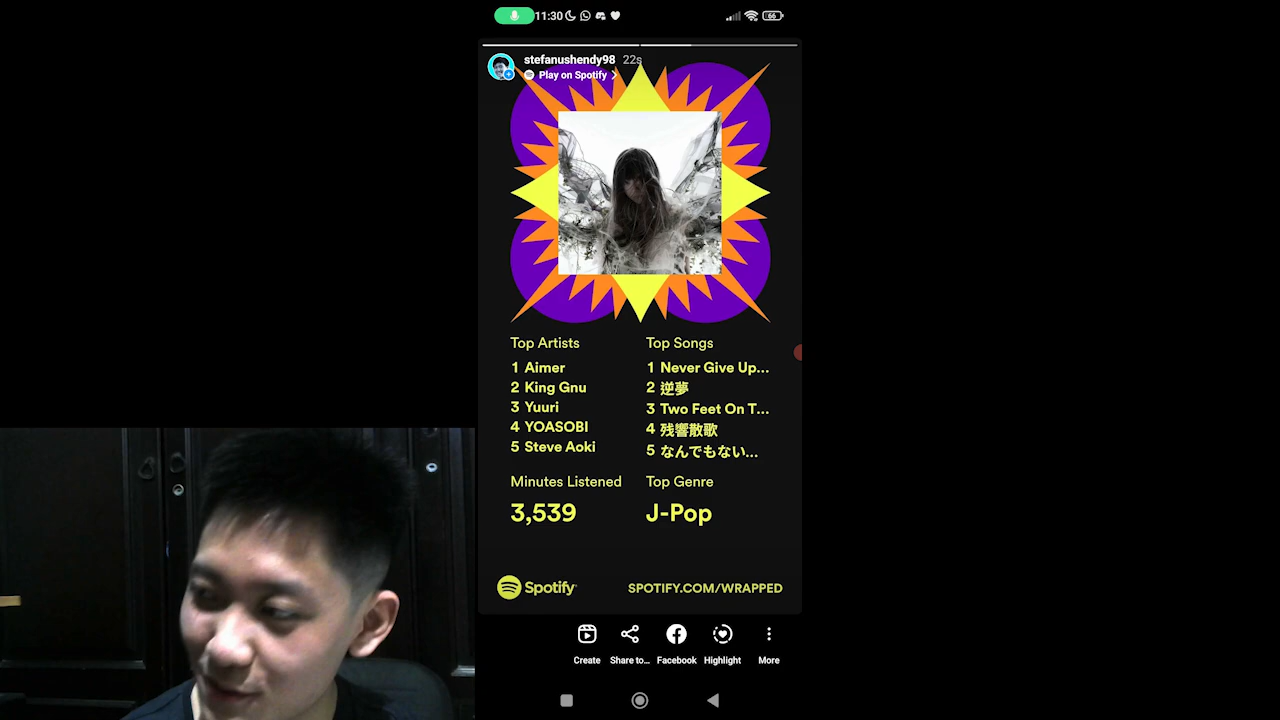 11:30
66
stefanushendy98 22s
Play on Spotify
Top Artists
1 Aimer
2 King Gnu
3 Yuuri
4 YOASOBI
5 Steve Aoki
Top Songs
1 Never Give Up...
2 逆夢
3 Two Feet On T...
4 残響散歌
5 なんでもない...
Minutes Listened
3,539
Top Genre
J-Pop
Spotify
SPOTIFY.COM/WRAPPED
Create
Share to...
Facebook
Highlight
More